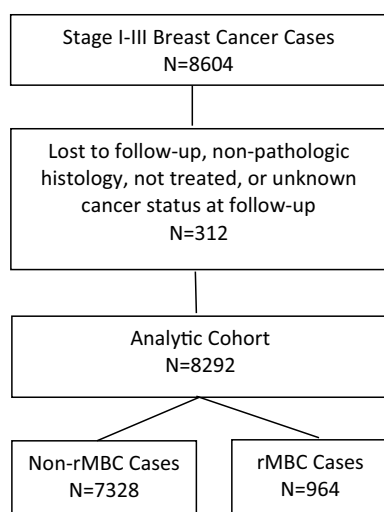 Stage I-III Breast Cancer Cases
N=8604
Lost to follow-up, non-pathologic
histology, not treated, or unknown
cancer status at follow-up
N=312
Analytic Cohort
N=8292
Non-rMBC Cases
N=7328
rMBC Cases
N=964